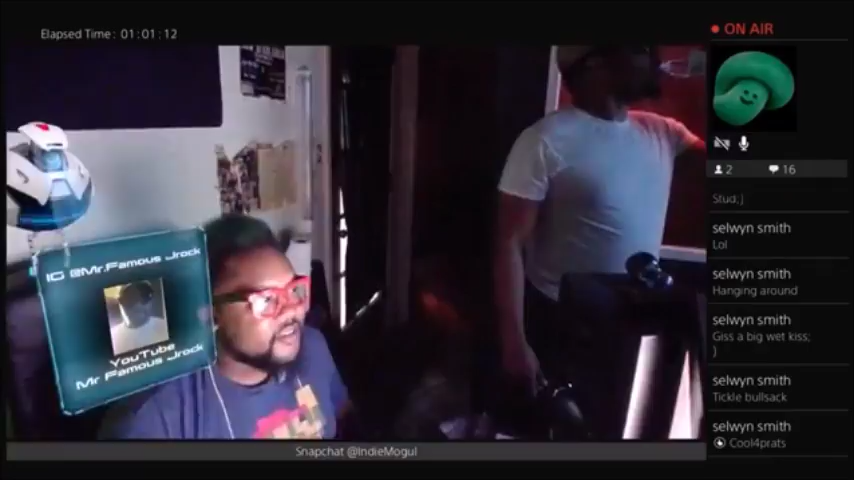 Elapsed Time: 01:01:12
ON AIR
2
16
Stud;)
selwyn smith
Lol
selwyn smith
Hanging around
selwyn smith
Giss a big wet kiss;
)
selwyn smith
Tickle bullsack
selwyn smith
Cool4prats
IG @Mr.Famous Jrock
YouTube
Mr Famous Jrock
Snapchat @IndieMogul